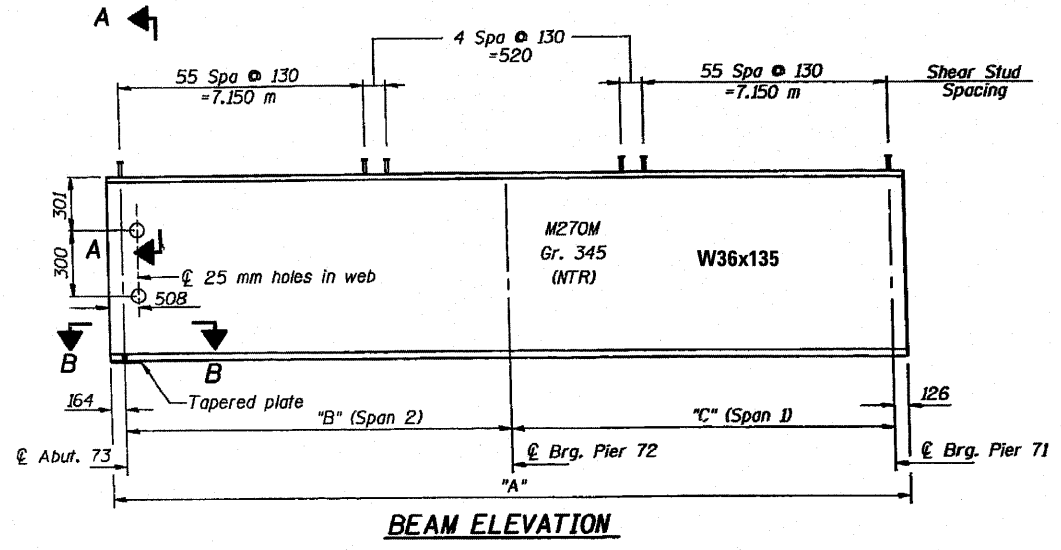 A
4 Spa @ 130
=520
55 Spa @ 130
=7.150 m
55 Spa @ 130
=7.150 m
Shear Stud
Spacing
301
300
A
M270M
Gr. 345
(NTR)
W36x135
℄ 25 mm holes in web
508
B
B
164
Tapered plate
"B" (Span 2)
"C" (Span 1)
126
℄ Abut. 73
℄ Brg. Pier 72
℄ Brg. Pier 71
"A"
BEAM ELEVATION